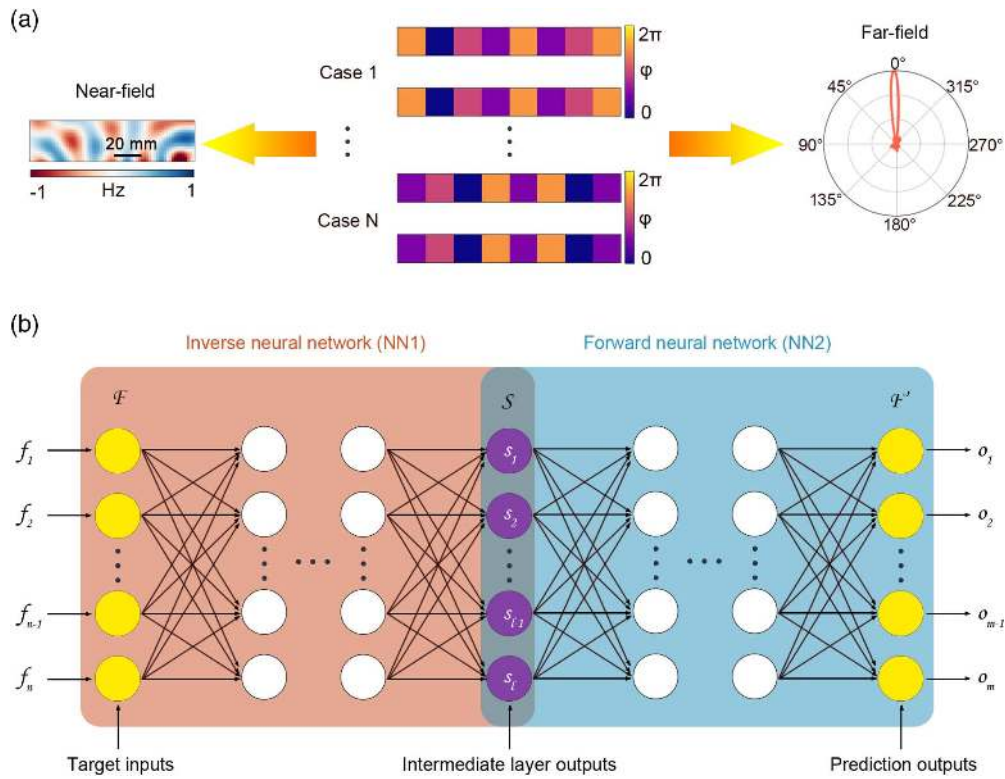 (a)
Near-field
20 mm
-1 Hz 1
Case 1
2π
φ
0
Case N
2π
φ
0
Far-field
0°
45° 315°
90° 270°
135° 225°
180°
(b)
Inverse neural network (NN1)
Forward neural network (NN2)
ℱ
𝒮
ℱ'
f₁ s₁ o₁
f₂ s₂ o₂
fₙ₋₁ sₗ₋₁ oₘ₋₁
fₙ sₗ oₘ
Target inputs
Intermediate layer outputs
Prediction outputs